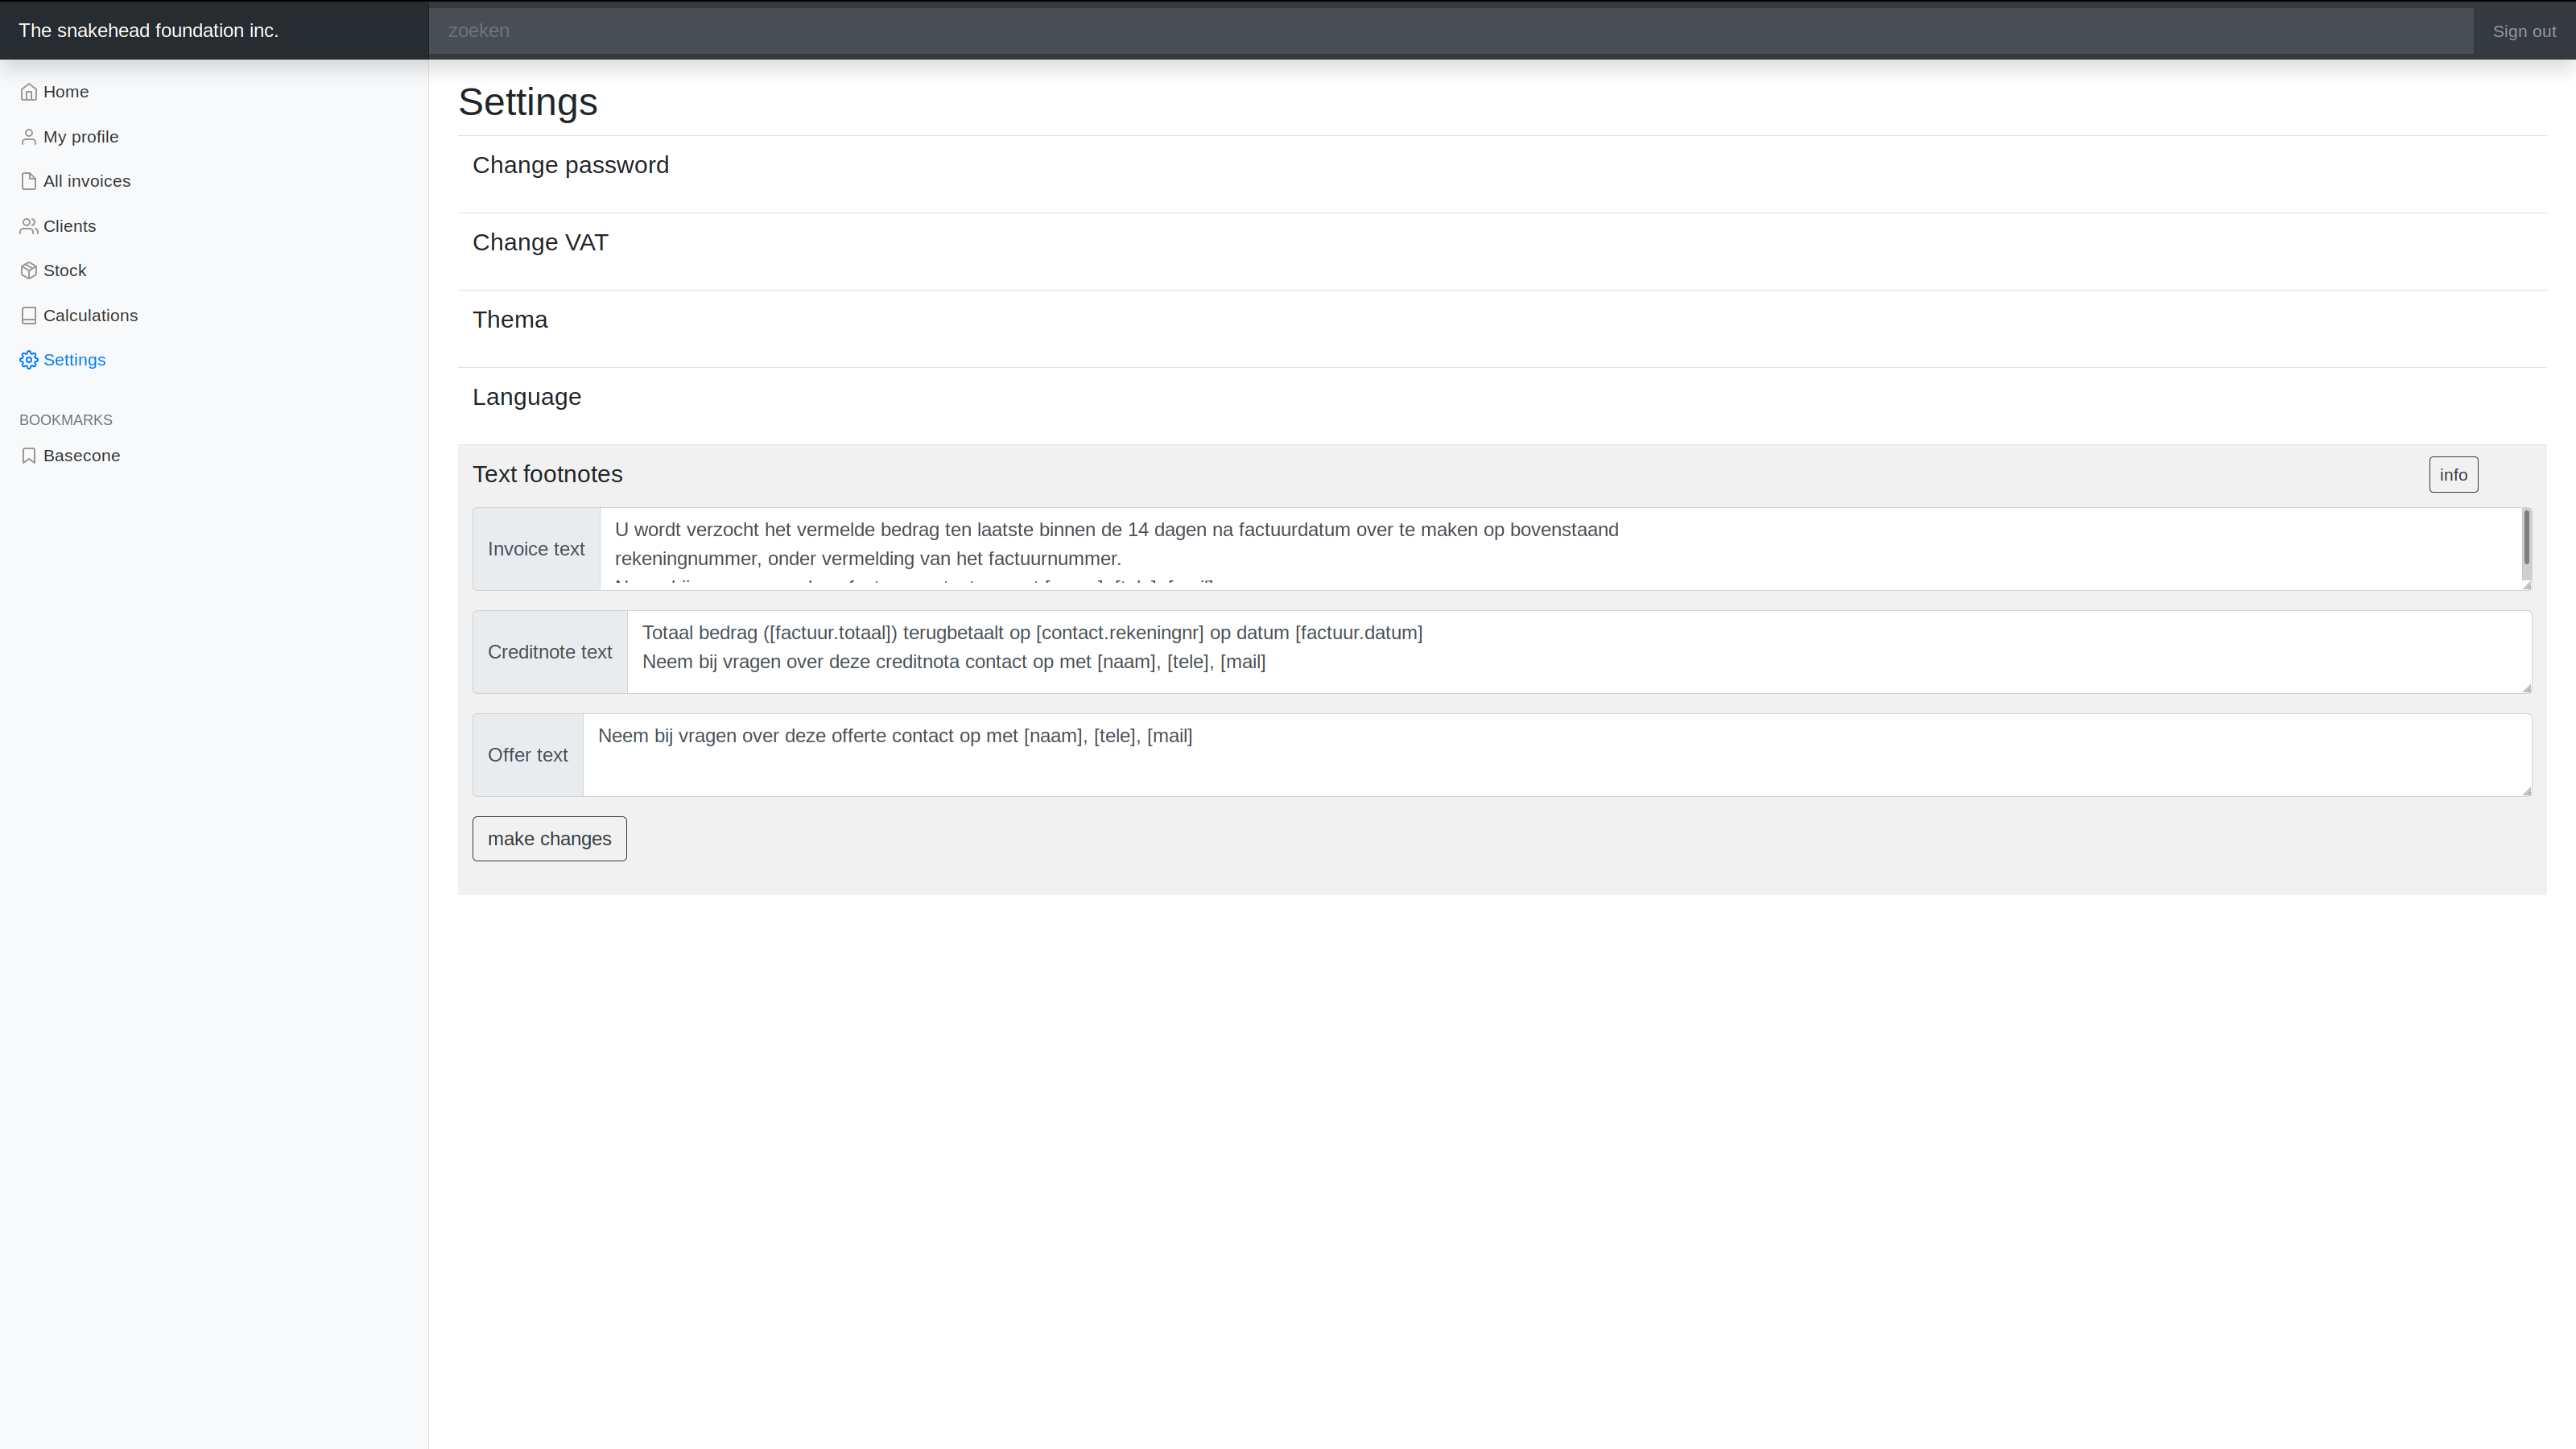 The snakehead foundation inc.
zoeken
Sign out
Home
My profile
All invoices
Clients
Stock
Calculations
Settings
BOOKMARKS
Basecone
Settings
Change password
Change VAT
Thema
Language
Text footnotes
info
Invoice text
U wordt verzocht het vermelde bedrag ten laatste binnen de 14 dagen na factuurdatum over te maken op bovenstaand
rekeningnummer, onder vermelding van het factuurnummer.
Creditnote text
Totaal bedrag ([factuur.totaal]) terugbetaalt op [contact.rekeningnr] op datum [factuur.datum]
Neem bij vragen over deze creditnota contact op met [naam], [tele], [mail]
Offer text
Neem bij vragen over deze offerte contact op met [naam], [tele], [mail]
make changes